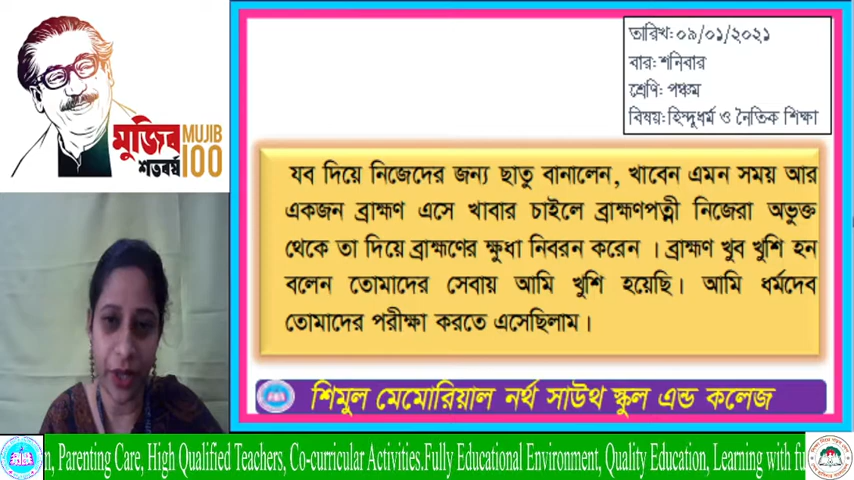 মুজিব
শতবর্ষ
MUJIB
100
তারিখ: ০৯/০১/২০২১
বার: শনিবার
শ্রেণি: পঞ্চম
বিষয়: হিন্দুধর্ম ও নৈতিক শিক্ষা
যব দিয়ে নিজেদের জন্য ছাতু বানালেন, খাবেন এমন সময় আর
একজন ব্রাহ্মণ এসে খাবার চাইলে ব্রাহ্মণপত্নী নিজেরা অভুক্ত
থেকে তা দিয়ে ব্রাহ্মণের ক্ষুধা নিবরন করেন । ব্রাহ্মণ খুব খুশি হন
বলেন তোমাদের সেবায় আমি খুশি হয়েছি। আমি ধর্মদেব
তোমাদের পরীক্ষা করতে এসেছিলাম।
শিমুল মেমোরিয়াল নর্থ সাউথ স্কুল এন্ড কলেজ
n, Parenting Care, High Qualified Teachers, Co-curricular Activities.Fully Educational Environment, Quality Education, Learning with fu